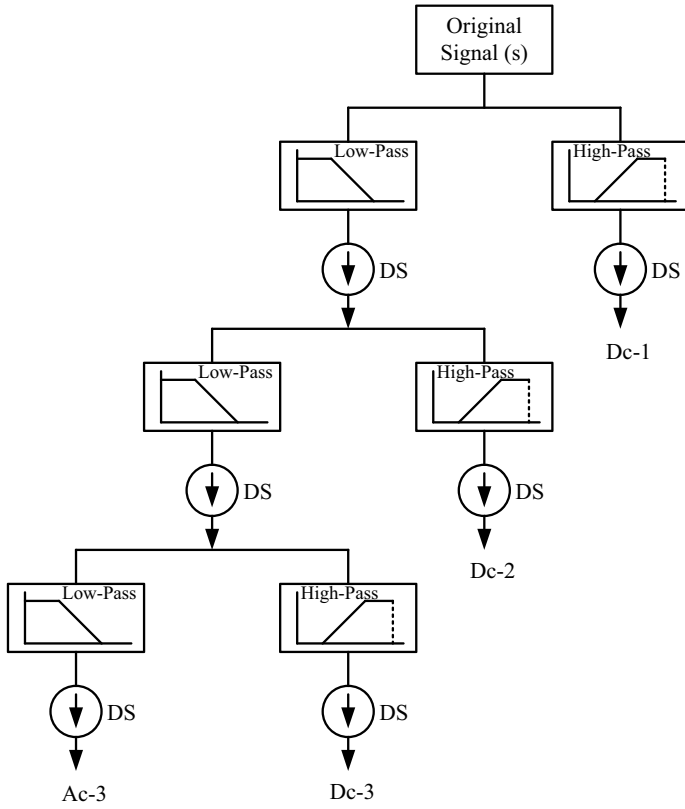 Original
Signal (s)
Low-Pass
High-Pass
DS
DS
Dc-1
Low-Pass
High-Pass
DS
DS
Dc-2
Low-Pass
High-Pass
DS
DS
Ac-3
Dc-3